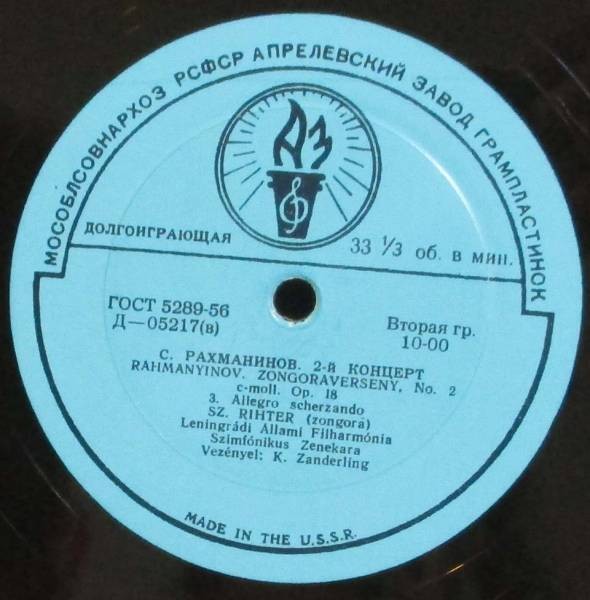 МОСОБЛСОВНАРХОЗ РСФСР АПРЕЛЕВСКИЙ ЗАВОД ГРАМПЛАСТИНОК
АЗ
ДОЛГОИГРАЮЩАЯ
33 1/3 об. в мин.
ГОСТ 5289-56
Д—05217(в)
Вторая гр.
10-00
С. РАХМАНИНОВ. 2-й КОНЦЕРТ
RAHMANYINOV. ZONGORAVERSENY, No. 2
c-moll. Op. 18
3. Allegro scherzando
SZ. RIHTER (zongora)
Leningrádi Állami Filharmónia
Szimfónikus Zenekara
Vezényel: K. Zanderling
MADE IN THE U.S.S.R.